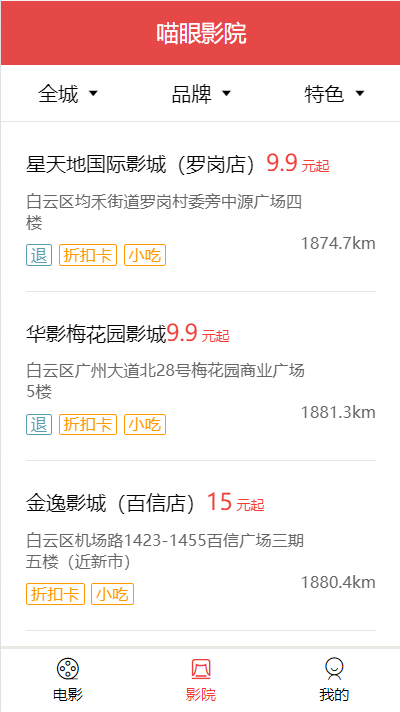 喵眼影院
全城 品牌 特色
星天地国际影城（罗岗店）9.9 元起
白云区均禾街道罗岗村委旁中源广场四
楼
1874.7km
退 折扣卡 小吃
华影梅花园影城9.9 元起
白云区广州大道北28号梅花园商业广场
5楼
1881.3km
退 折扣卡 小吃
金逸影城（百信店）15 元起
白云区机场路1423-1455百信广场三期
五楼（近新市）
1880.4km
折扣卡 小吃
电影 影院 我的